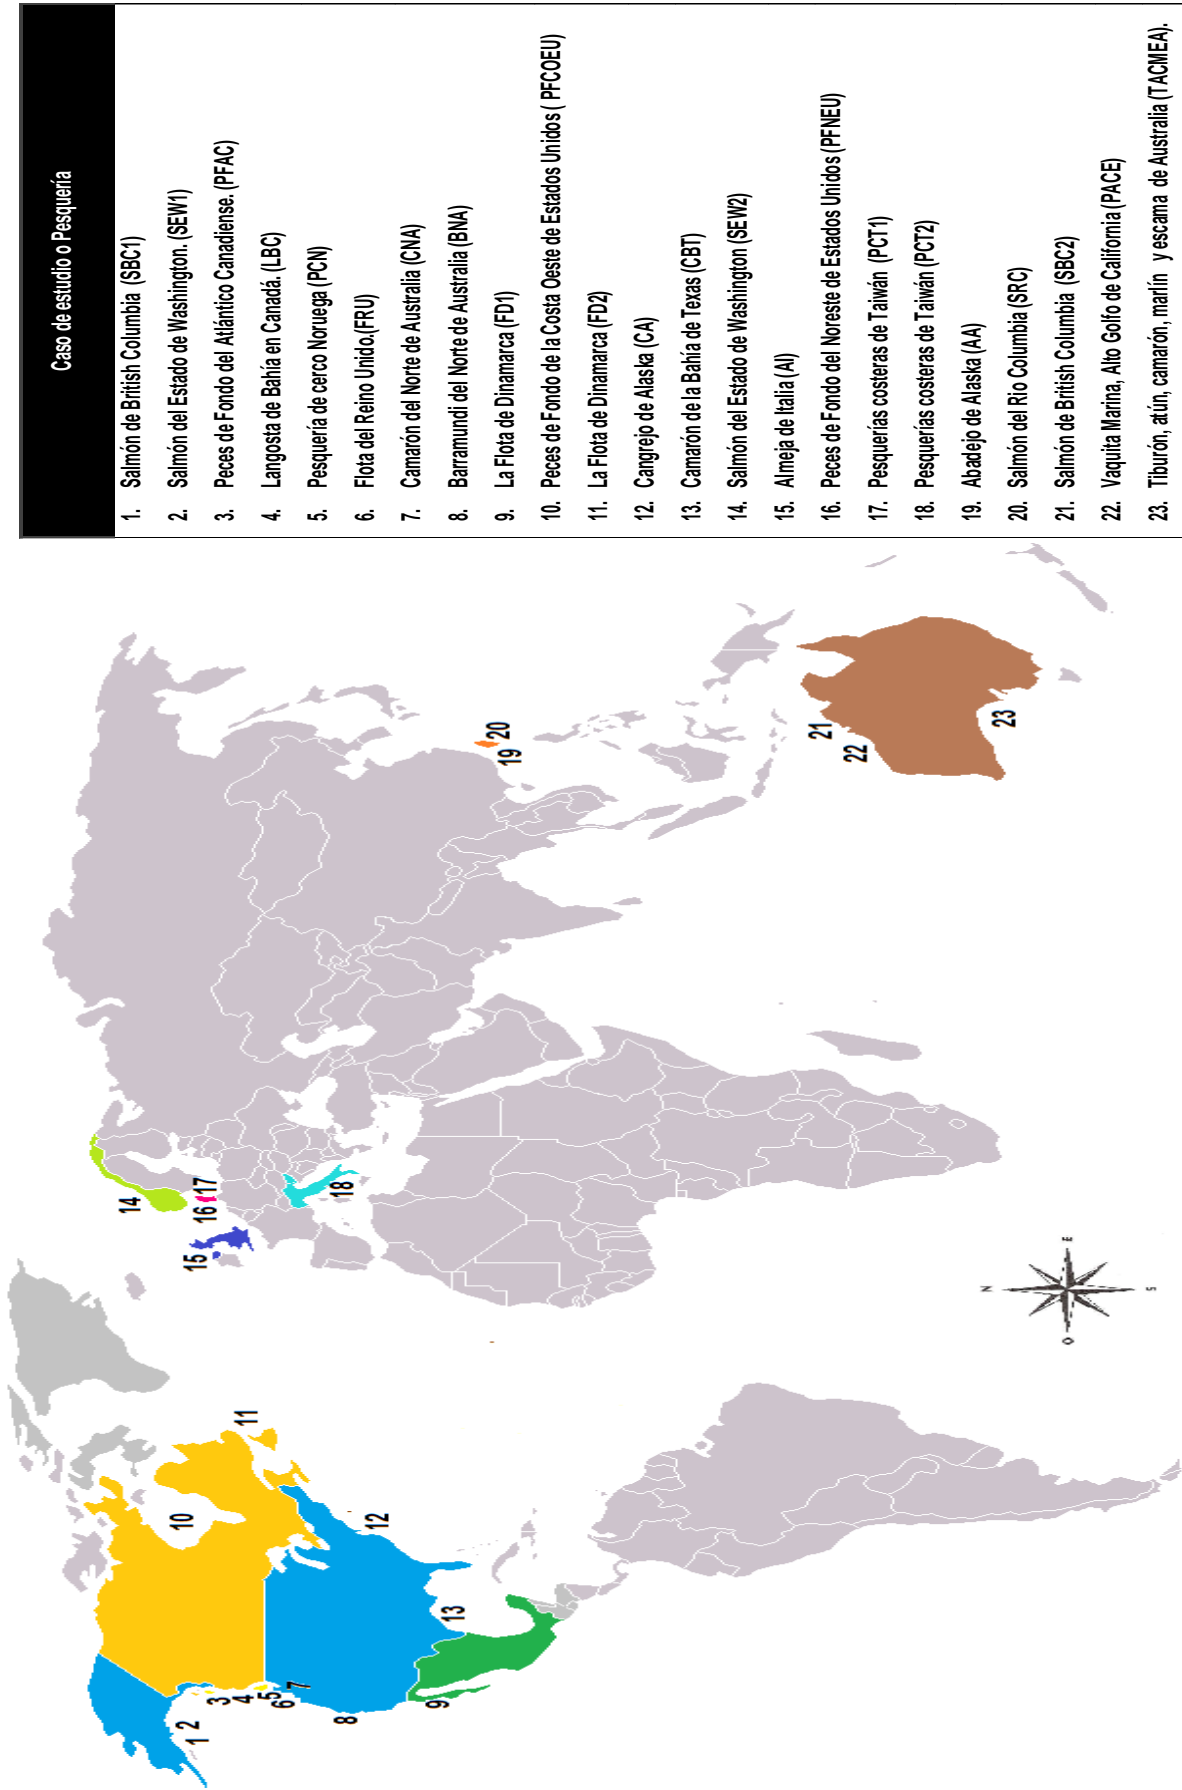 Caso de estudio o Pesquería
1. Salmón de British Columbia (SBC1)
2. Salmón del Estado de Washington. (SEW1)
3. Peces de Fondo del Atlántico Canadiense. (PFAC)
4. Langosta de Bahía en Canadá. (LBC)
5. Pesquería de cerco Noruega (PCN)
6. Flota del Reino Unido.(FRU)
7. Camarón del Norte de Australia (CNA)
8. Barramundi del Norte de Australia (BNA)
9. La Flota de Dinamarca (FD1)
10. Peces de Fondo de la Costa Oeste de Estados Unidos ( PFCOEU)
11. La Flota de Dinamarca (FD2)
12. Cangrejo de Alaska (CA)
13. Camarón de la Bahía de Texas (CBT)
14. Salmón del Estado de Washington (SEW2)
15. Almeja de Italia (AI)
16. Peces de Fondo del Noreste de Estados Unidos (PFNEU)
17. Pesquerías costeras de Taiwán (PCT1)
18. Pesquerías costeras de Taiwán (PCT2)
19. Abadejo de Alaska (AA)
20. Salmón del Rio Columbia (SRC)
21. Salmón de British Columbia (SBC2)
22. Vaquita Marina, Alto Golfo de California (PACE)
23. Tiburón, atún, camarón, marlín y escama de Australia (TACMEA).
1
2
3
4
5
6
7
8
9
10
11
12
13
14
15
16
17
18
19
20
21
22
23
N
O
E
S